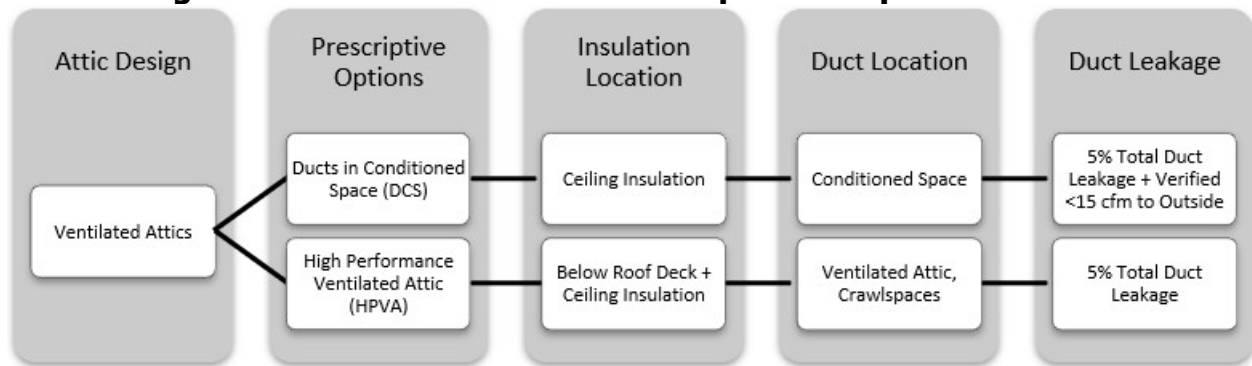 Attic Design
Ventilated Attics
Prescriptive
Options
Ducts in Conditioned
Space (DCS)
High Performance
Ventilated Attic
(HPVA)
Insulation
Location
Ceiling Insulation
Below Roof Deck +
Ceiling Insulation
Duct Location
Conditioned Space
Ventilated Attic,
Crawlspaces
Duct Leakage
5% Total Duct
Leakage + Verified
<15 cfm to Outside
5% Total Duct
Leakage